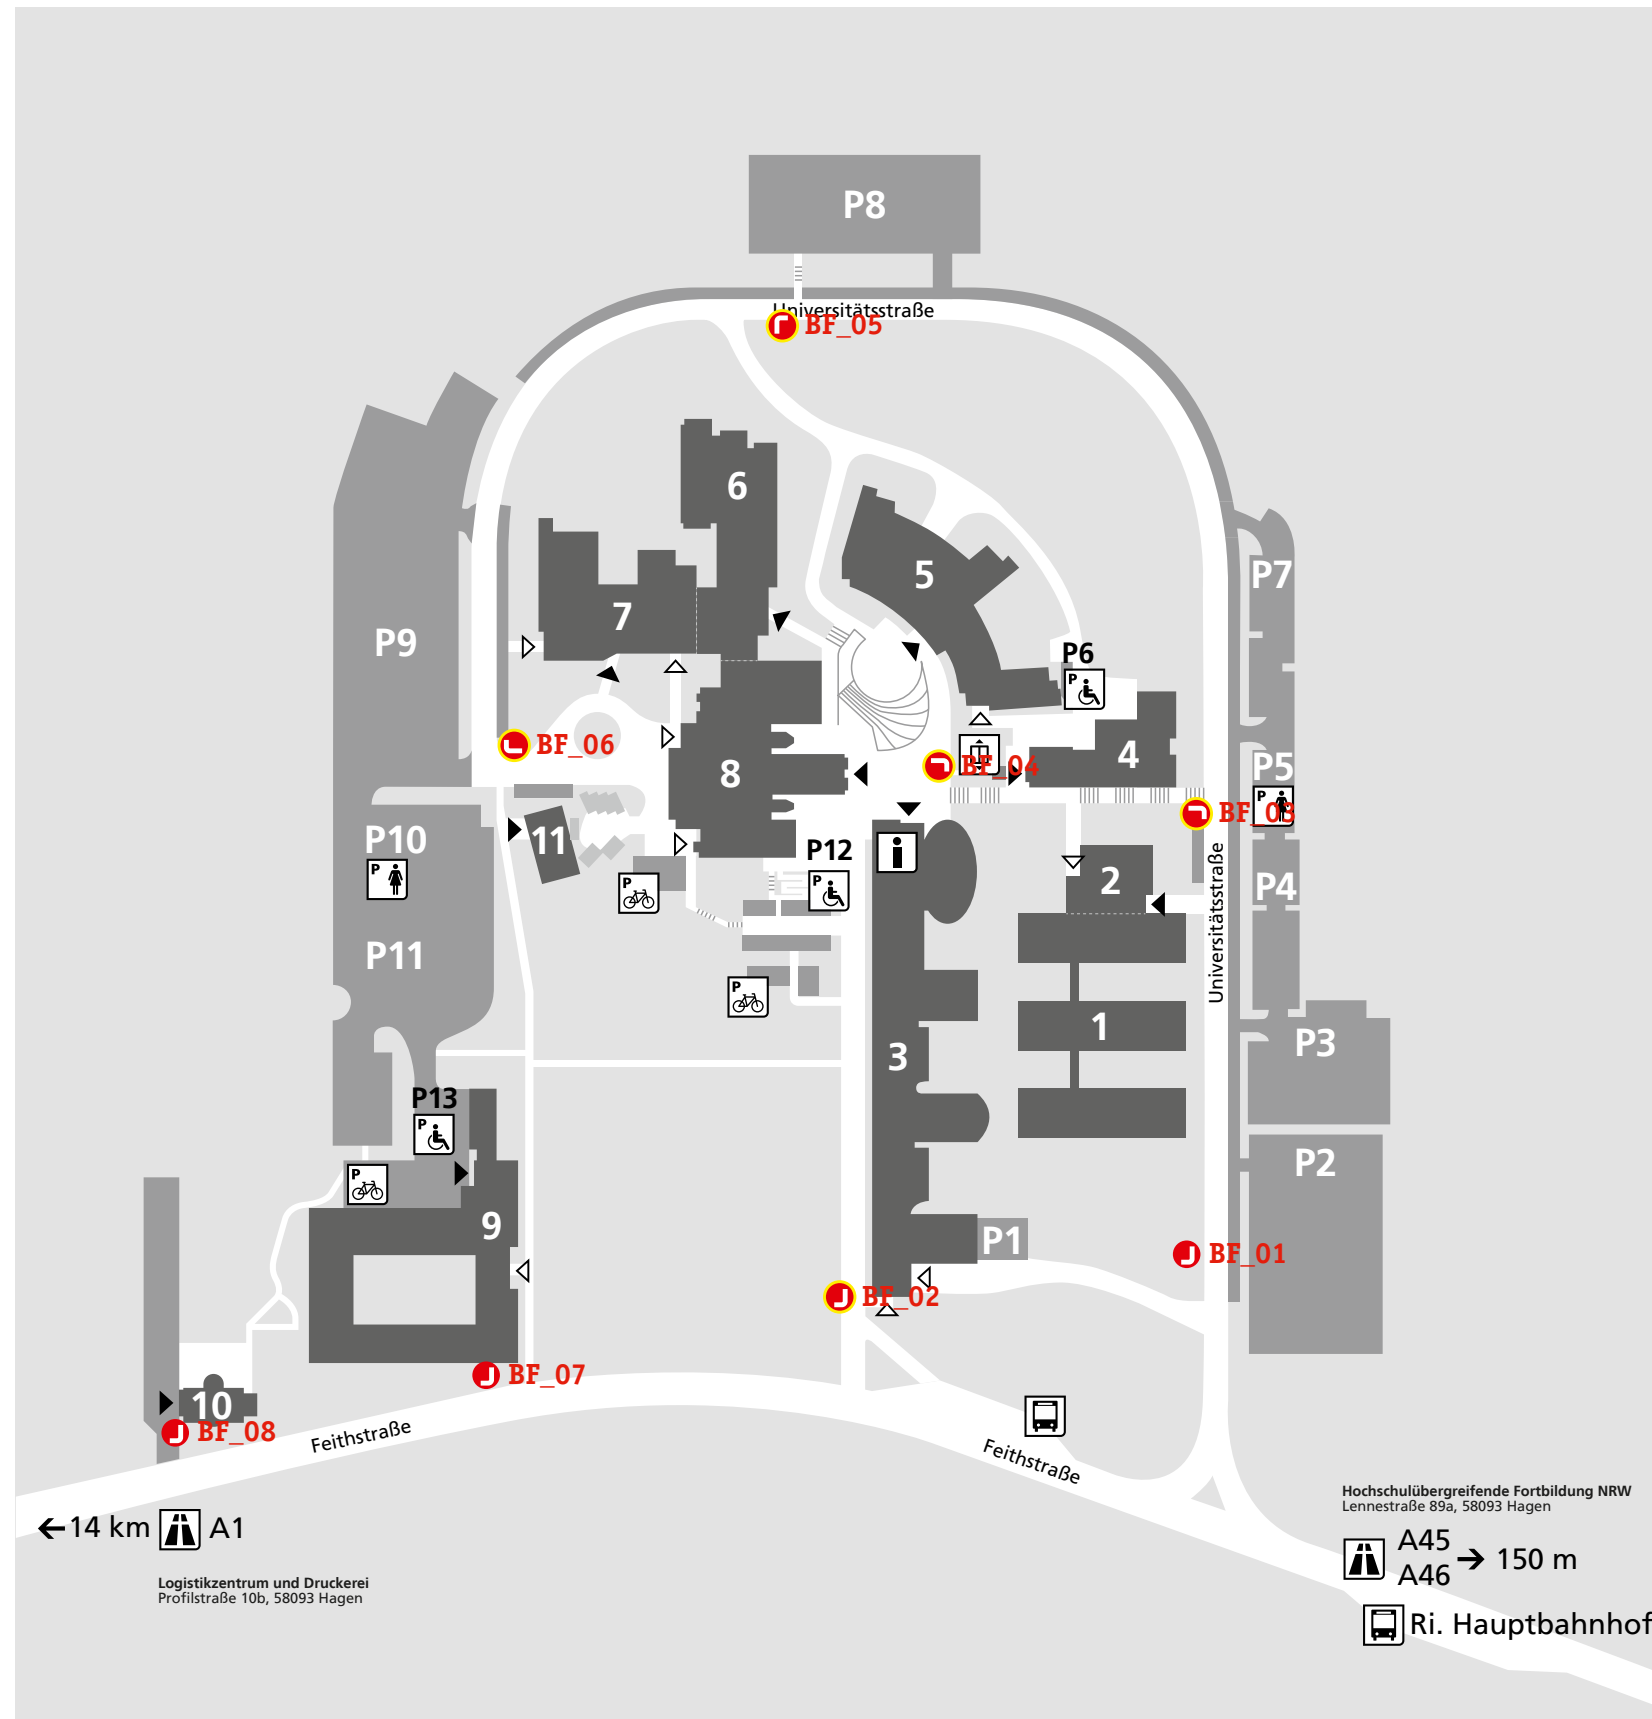 P8
Universitätsstraße
BF_05
6
5
7
P7
P9
P6
P
BF_06
BF_04
4
P5
8
P
BF_03
P10
11
P12
P
P
P
2
P4
Universitätsstraße
P11
P
1
3
P3
P13
P
P2
P
9
P1
BF_01
BF_02
BF_07
10
BF_08
Feithstraße
Feithstraße
Hochschulübergreifende Fortbildung NRW
Lennestraße 89a, 58093 Hagen
14 km A1
A45
A46 150 m
Logistikzentrum und Druckerei
Profilstraße 10b, 58093 Hagen
Ri. Hauptbahnhof